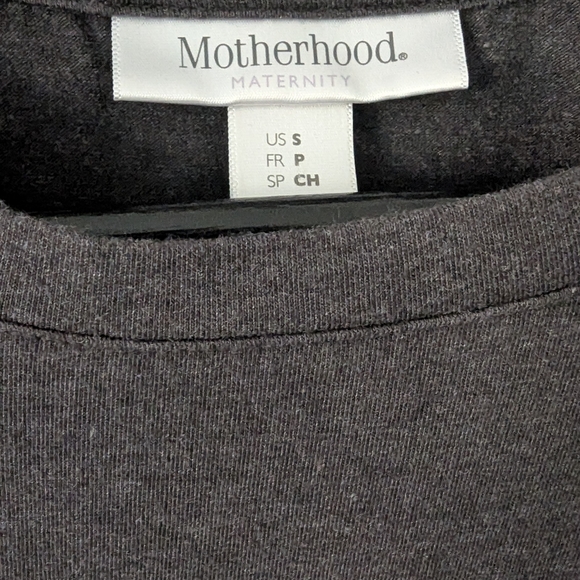 Motherhood®
MATERNITY
US S
FR P
SP CH